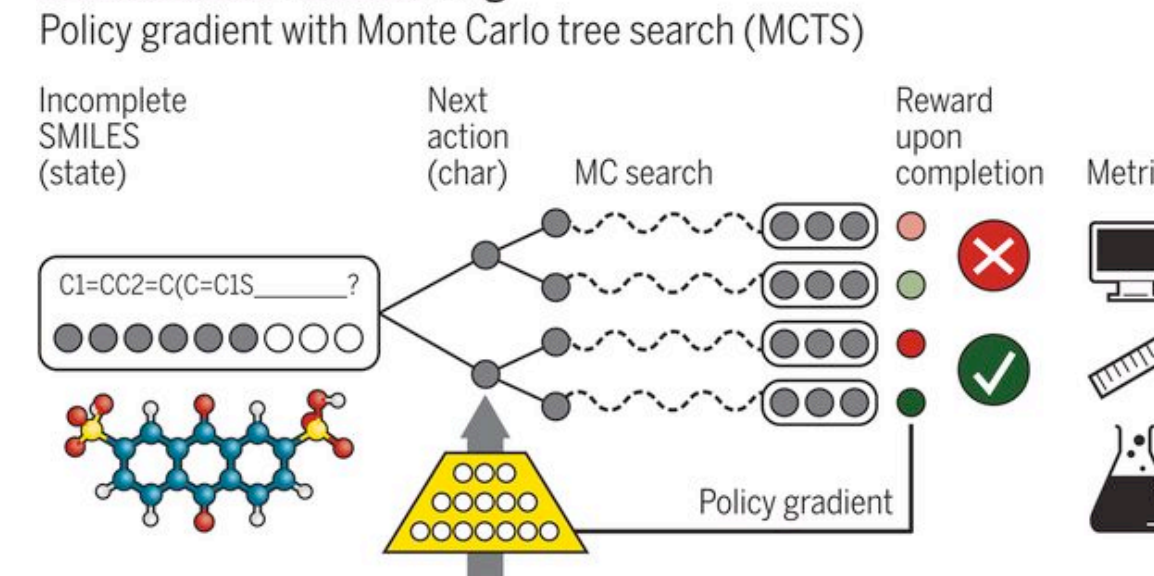 Policy gradient with Monte Carlo tree search (MCTS)
Incomplete
SMILES
(state)
Next
action
(char)
MC search
Reward
upon
completion
Metri
C1=CC2=C(C=C1S_______?
Policy gradient